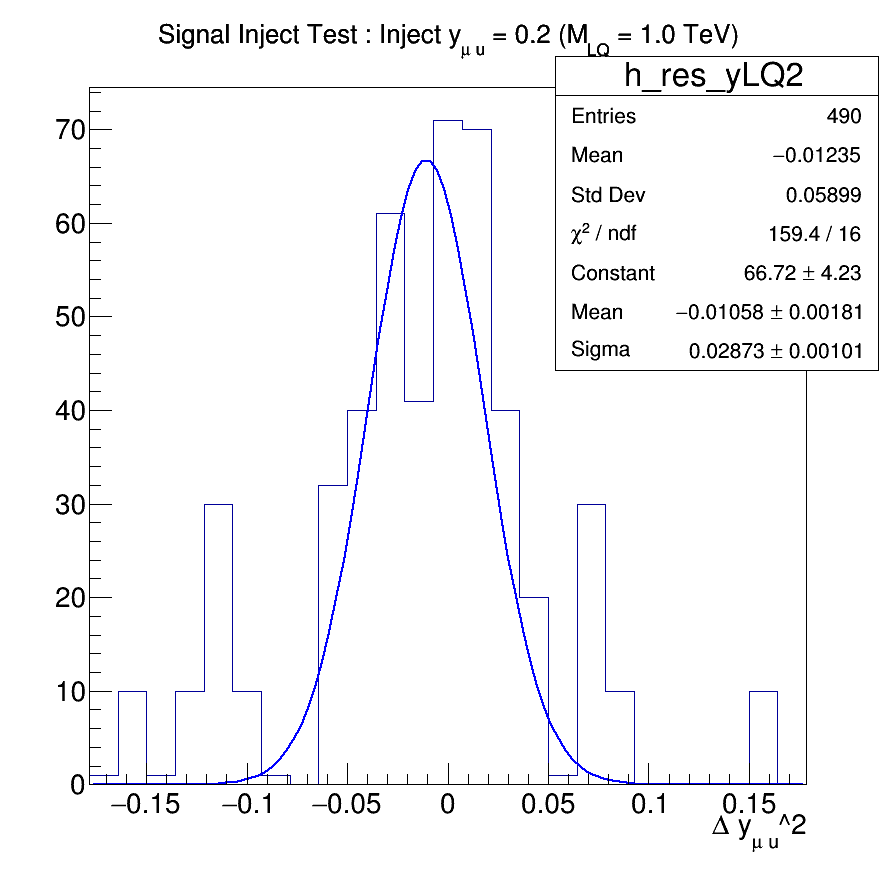 Signal Inject Test : Inject y_μu = 0.2 (M_LQ = 1.0 TeV)
h_res_yLQ2
Entries 490
Mean −0.01235
Std Dev 0.05899
χ² / ndf 159.4 / 16
Constant 66.72 ± 4.23
Mean −0.01058 ± 0.00181
Sigma 0.02873 ± 0.00101
70
60
50
40
30
20
10
0
−0.15 −0.1 −0.05 0 0.05 0.1 0.15
Δ y_μu^2